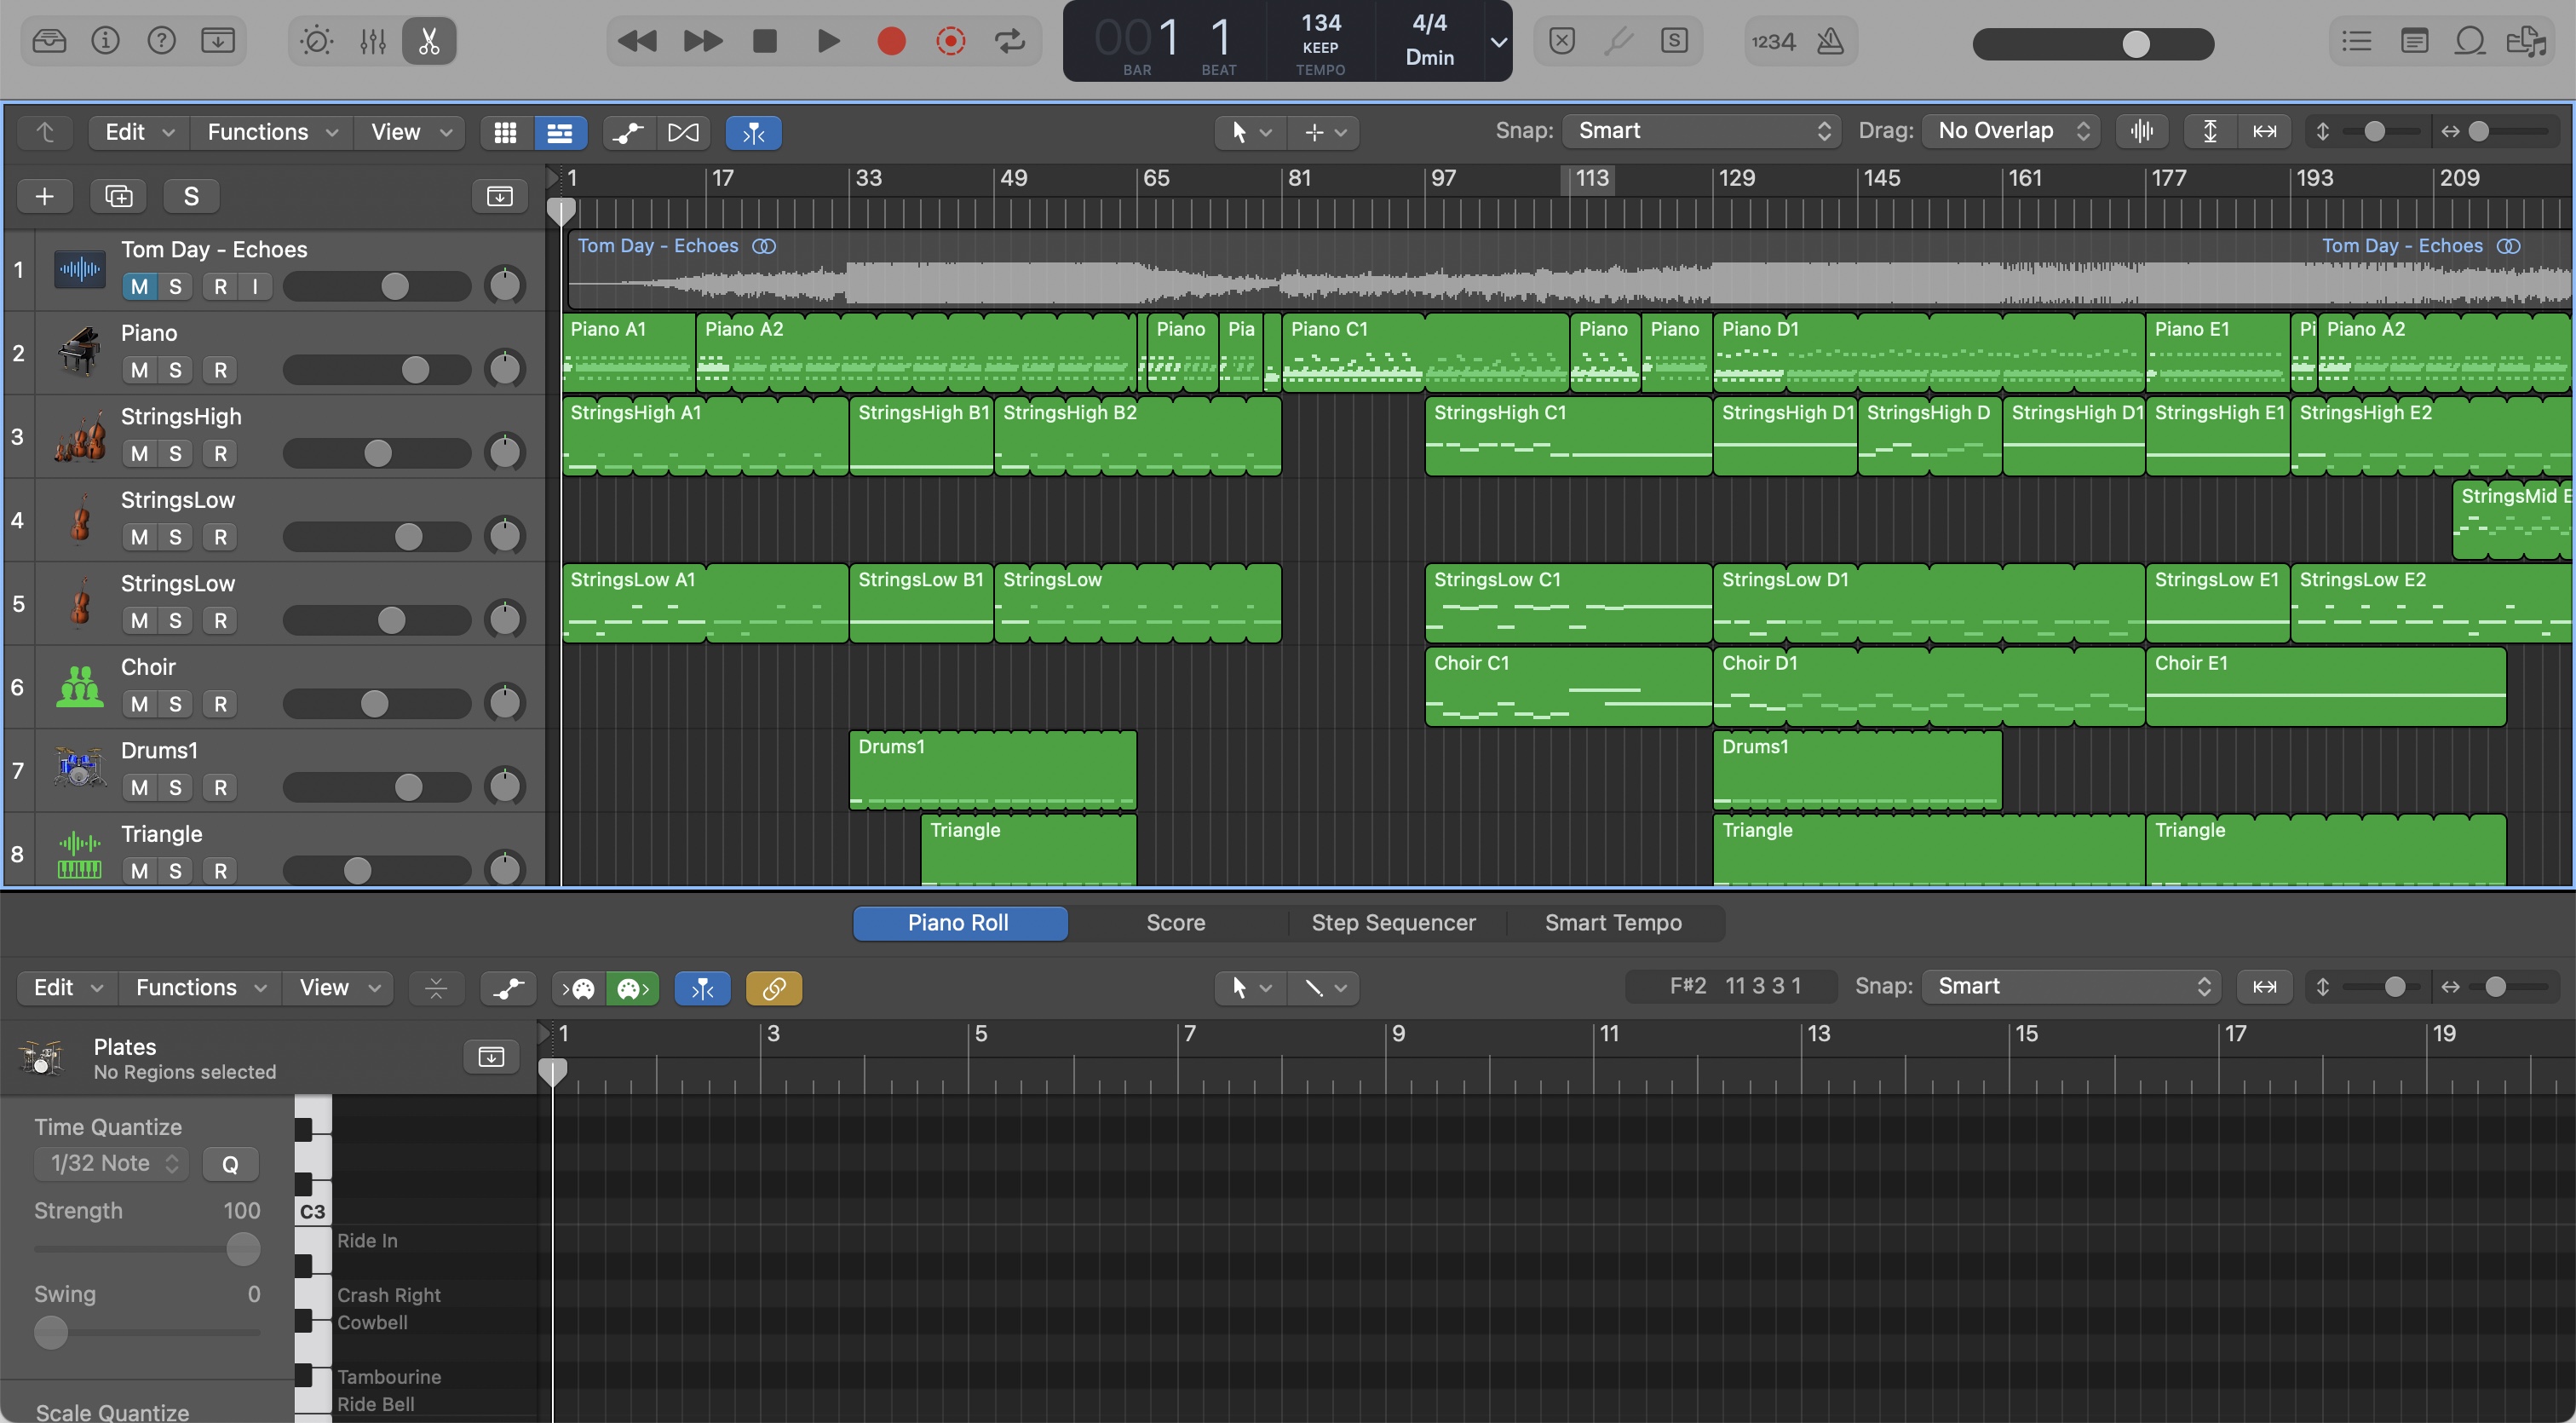 001 1 134 4/4
KEEP Dmin
BAR BEAT TEMPO
S 1234
Edit Functions View Snap: Smart Drag: No Overlap
S 1 17 33 49 65 81 97 113 129 145 161 177 193 209
1 Tom Day - Echoes
M S R I
Tom Day - Echoes Tom Day - Echoes
2 Piano
M S R
Piano A1 Piano A2 Piano Pia Piano C1 Piano Piano Piano D1 Piano E1 Pi Piano A2
3 StringsHigh
M S R
StringsHigh A1 StringsHigh B1 StringsHigh B2 StringsHigh C1 StringsHigh D1 StringsHigh D StringsHigh D1 StringsHigh E1 StringsHigh E2
4 StringsLow
M S R
StringsMid E
5 StringsLow
M S R
StringsLow A1 StringsLow B1 StringsLow StringsLow C1 StringsLow D1 StringsLow E1 StringsLow E2
6 Choir
M S R
Choir C1 Choir D1 Choir E1
7 Drums1
M S R
Drums1 Drums1
8 Triangle
M S R
Triangle Triangle Triangle
Piano Roll Score Step Sequencer Smart Tempo
Edit Functions View F#2 11 3 3 1 Snap: Smart
1 3 5 7 9 11 13 15 17 19
Plates
No Regions selected
Time Quantize
1/32 Note Q
Strength 100
C3
Ride In
Swing 0
Crash Right
Cowbell
Tambourine
Ride Bell
Scale Quantize